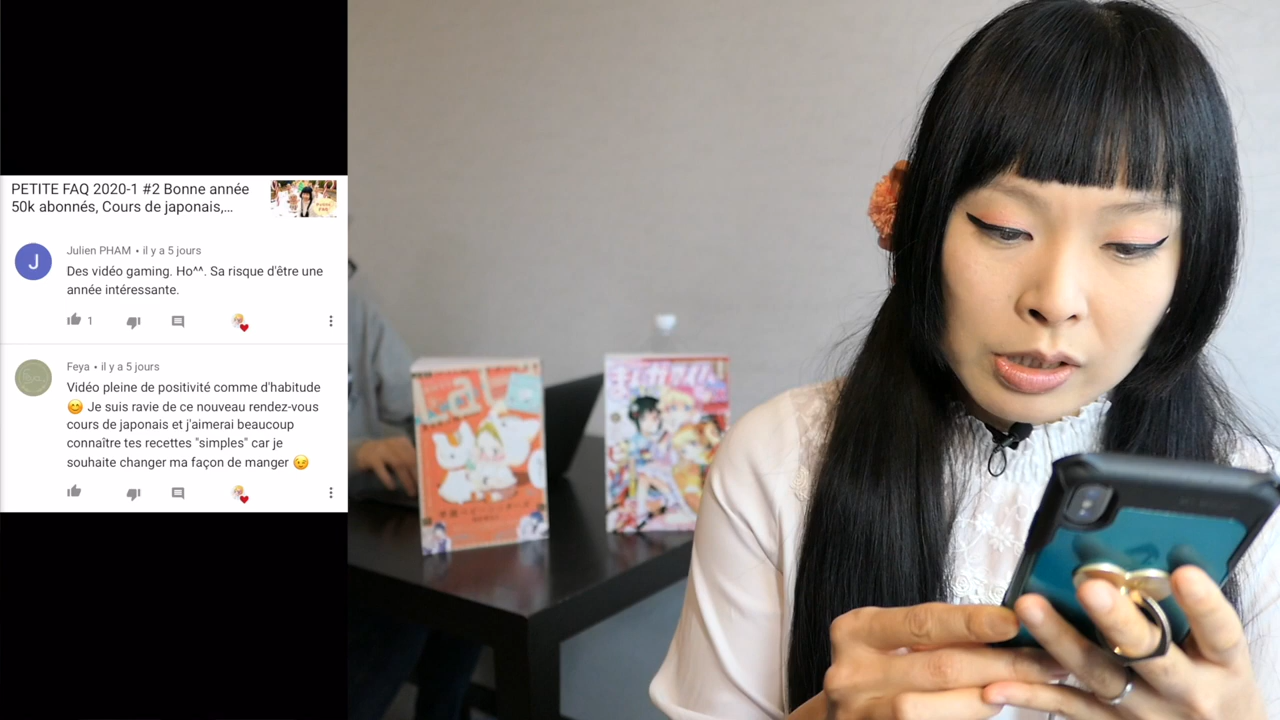 PETITE FAQ 2020-1 #2 Bonne année
50k abonnés, Cours de japonais,...
J
Julien PHAM • il y a 5 jours
Des vidéo gaming. Ho^^. Sa risque d'être une
année intéressante.
1
Feya • il y a 5 jours
Vidéo pleine de positivité comme d'habitude
😊 Je suis ravie de ce nouveau rendez-vous
cours de japonais et j'aimerai beaucoup
connaître tes recettes "simples" car je
souhaite changer ma façon de manger 😉
LaLa